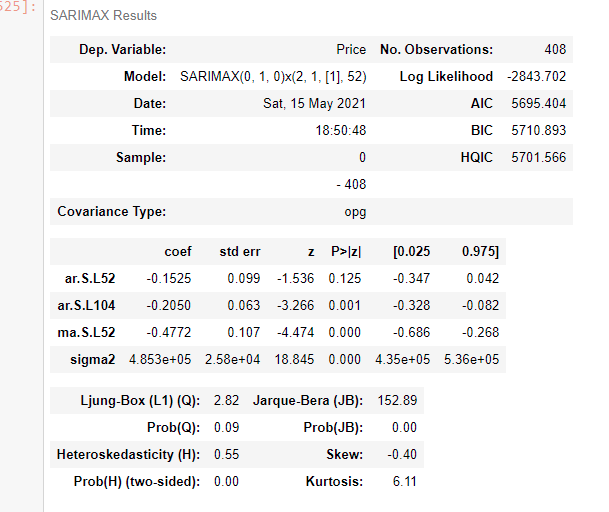 525]:
SARIMAX Results
Dep. Variable: Price No. Observations: 408
Model: SARIMAX(0, 1, 0)x(2, 1, [1], 52) Log Likelihood -2843.702
Date: Sat, 15 May 2021 AIC 5695.404
Time: 18:50:48 BIC 5710.893
Sample: 0 HQIC 5701.566
- 408
Covariance Type: opg
coef std err z P>|z| [0.025 0.975]
ar.S.L52 -0.1525 0.099 -1.536 0.125 -0.347 0.042
ar.S.L104 -0.2050 0.063 -3.266 0.001 -0.328 -0.082
ma.S.L52 -0.4772 0.107 -4.474 0.000 -0.686 -0.268
sigma2 4.853e+05 2.58e+04 18.845 0.000 4.35e+05 5.36e+05
Ljung-Box (L1) (Q): 2.82 Jarque-Bera (JB): 152.89
Prob(Q): 0.09 Prob(JB): 0.00
Heteroskedasticity (H): 0.55 Skew: -0.40
Prob(H) (two-sided): 0.00 Kurtosis: 6.11